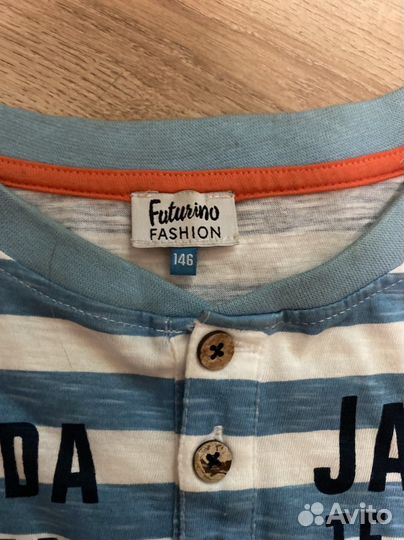 Futurino
FASHION
146
DA
JA
Avito